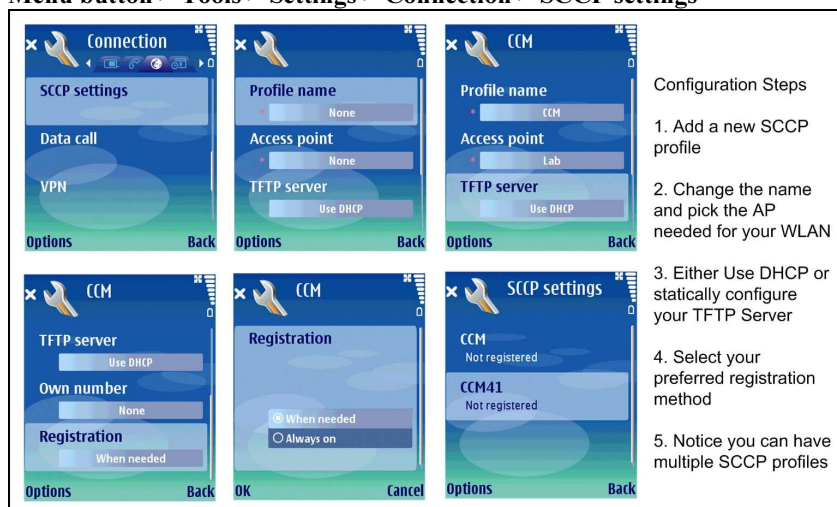 Menu button > Tools > Settings > Connection > SCCP settings
Connection
SCCP settings
Data call
VPN
Options Back
Profile name
* None
Access point
* None
TFTP server
Use DHCP
Options Back
CCM
Profile name
* CCM
Access point
* Lab
TFTP server
Use DHCP
Options Back
CCM
TFTP server
Use DHCP
Own number
None
Registration
When needed
Options Back
CCM
Registration
When needed
Always on
OK Cancel
SCCP settings
CCM
Not registered
CCM41
Not registered
Options Back
Configuration Steps
1. Add a new SCCP
profile
2. Change the name
and pick the AP
needed for your WLAN
3. Either Use DHCP or
statically configure
your TFTP Server
4. Select your
preferred registration
method
5. Notice you can have
multiple SCCP profiles